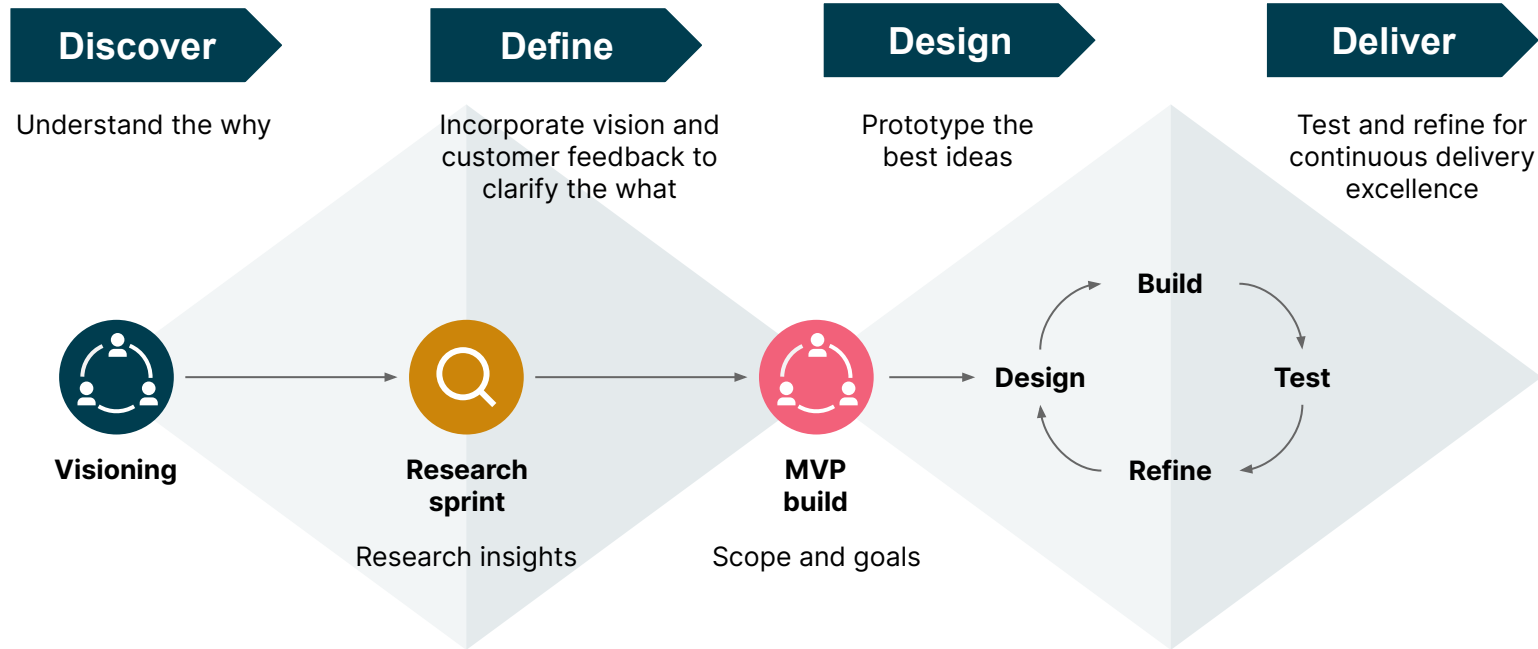 Discover
Define
Design
Deliver
Understand the why
Incorporate vision and
customer feedback to
clarify the what
Prototype the
best ideas
Test and refine for
continuous delivery
excellence
Visioning
Research
sprint
Research insights
MVP
build
Scope and goals
Design
Build
Test
Refine